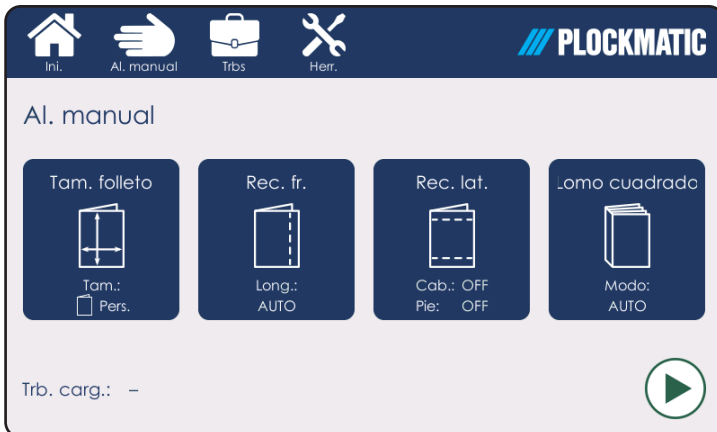 PLOCKMATIC
Ini. Al. manual Trbs Herr.
Al. manual
Tam. folleto
Tam.:
Pers.
Rec. fr.
Long.:
AUTO
Rec. lat.
Cab.: OFF
Pie: OFF
Lomo cuadrado
Modo:
AUTO
Trb. carg.: –